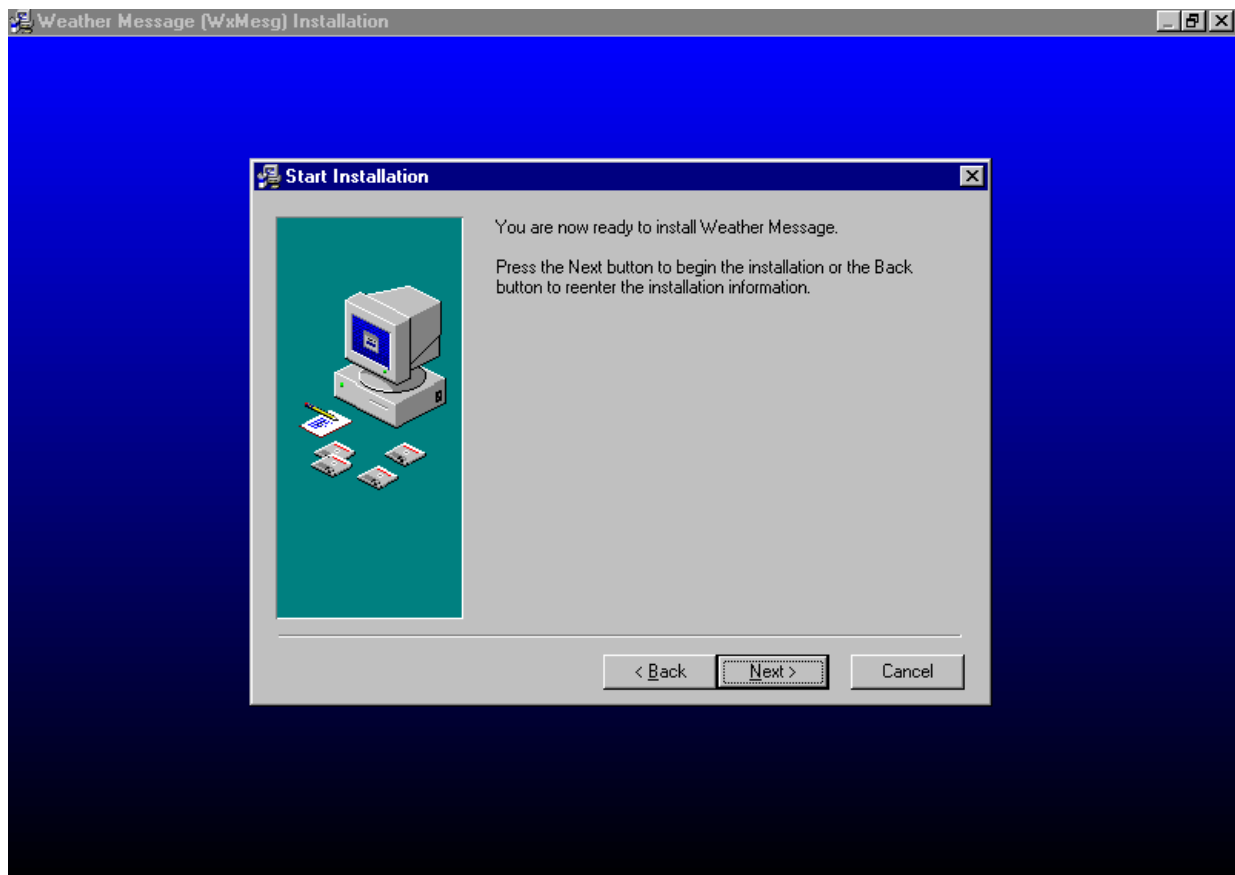 Weather Message (WxMesg) Installation
Start Installation
You are now ready to install Weather Message.
Press the Next button to begin the installation or the Back
button to reenter the installation information.
< Back
Next >
Cancel